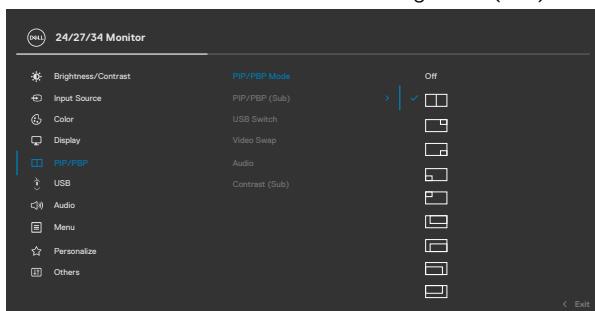 DELL 24/27/34 Monitor
Brightness/Contrast PIP/PBP Mode Off
Input Source PIP/PBP (Sub)
Color USB Switch
Display Video Swap
PIP/PBP Audio
USB Contrast (Sub)
Audio
Menu
Personalize
Others
Exit